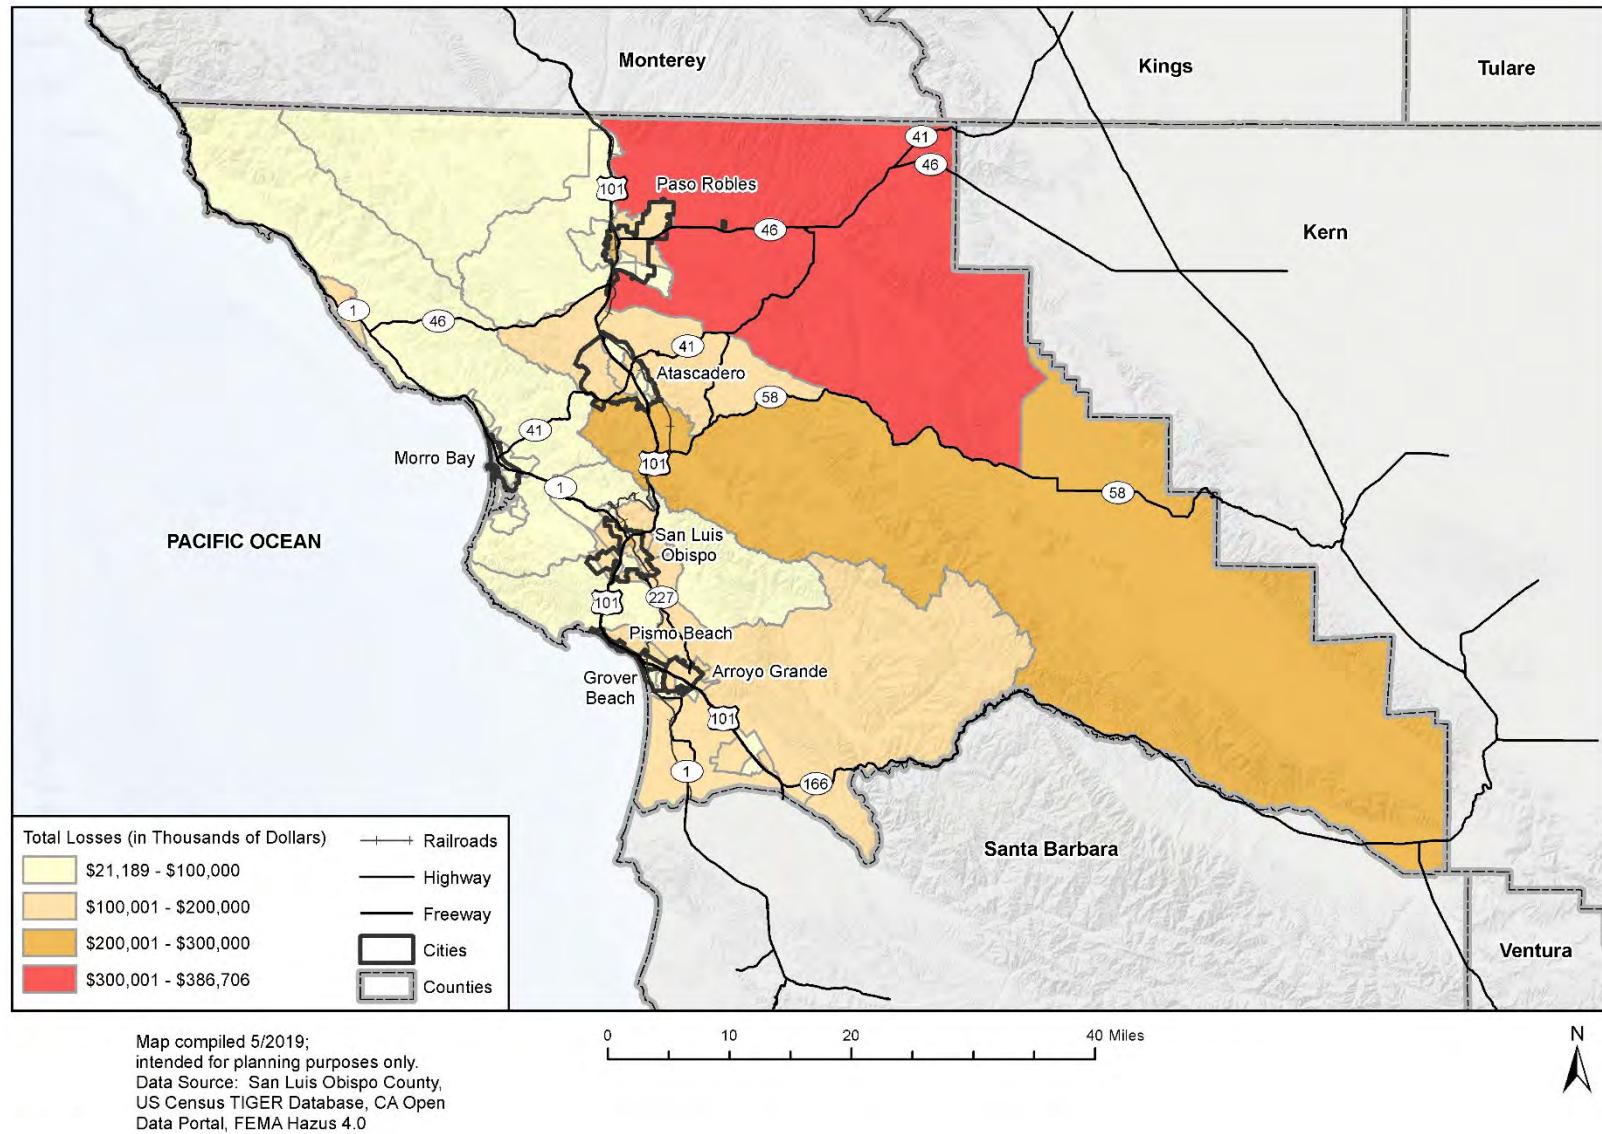 Monterey
Kings
Tulare
41
46
101
Paso Robles
46
Kern
1
46
41
Atascadero
58
41
Morro Bay
101
1
58
PACIFIC OCEAN
San Luis
Obispo
101
227
Pismo Beach
Arroyo Grande
Grover
Beach
101
1
166
Santa Barbara
Ventura
Total Losses (in Thousands of Dollars)
$21,189 - $100,000
$100,001 - $200,000
$200,001 - $300,000
$300,001 - $386,706
Railroads
Highway
Freeway
Cities
Counties
Map compiled 5/2019;
intended for planning purposes only.
Data Source: San Luis Obispo County,
US Census TIGER Database, CA Open
Data Portal, FEMA Hazus 4.0
0 10 20 40 Miles
N